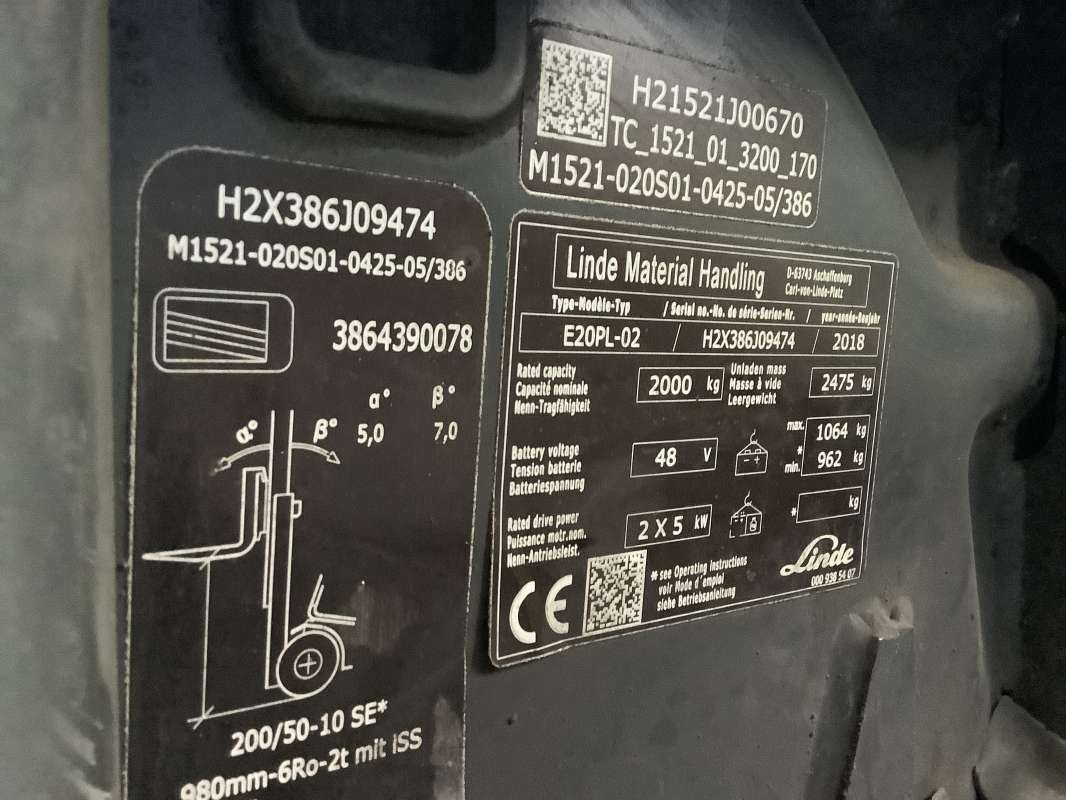 H21521J00670
TC_1521_01_3200_170
M1521-020S01-0425-05/386
H2X386J09474
M1521-020S01-0425-05/386
3864390078
α° β°
5,0 7,0
α° β°
200/50-10 SE*
980mm-6Ro-2t mit iSS
Linde Material Handling D-63743 Aschaffenburg
Carl-von-Linde-Platz
Type-Modèle-Typ / Serial no.-No. de série-Serien-Nr. / year-année-Baujahr
E20PL-02 / H2X386J09474 / 2018
Rated capacity
Capacité nominale
Nenn-Tragfähigkeit
2000 kg
Unladen mass
Masse à vide
Leergewicht
2475 kg
Battery voltage
Tension batterie
Batteriespannung
48 V
max. 1064 kg
* min. 962 kg
Rated drive power
Puissance motr.nom.
Nenn-Antriebsleist.
2 X 5 kW
* kg
CE
* see Operating Instructions
voir Mode d'emploi
siehe Betriebsanleitung
Linde
000 938 54 07